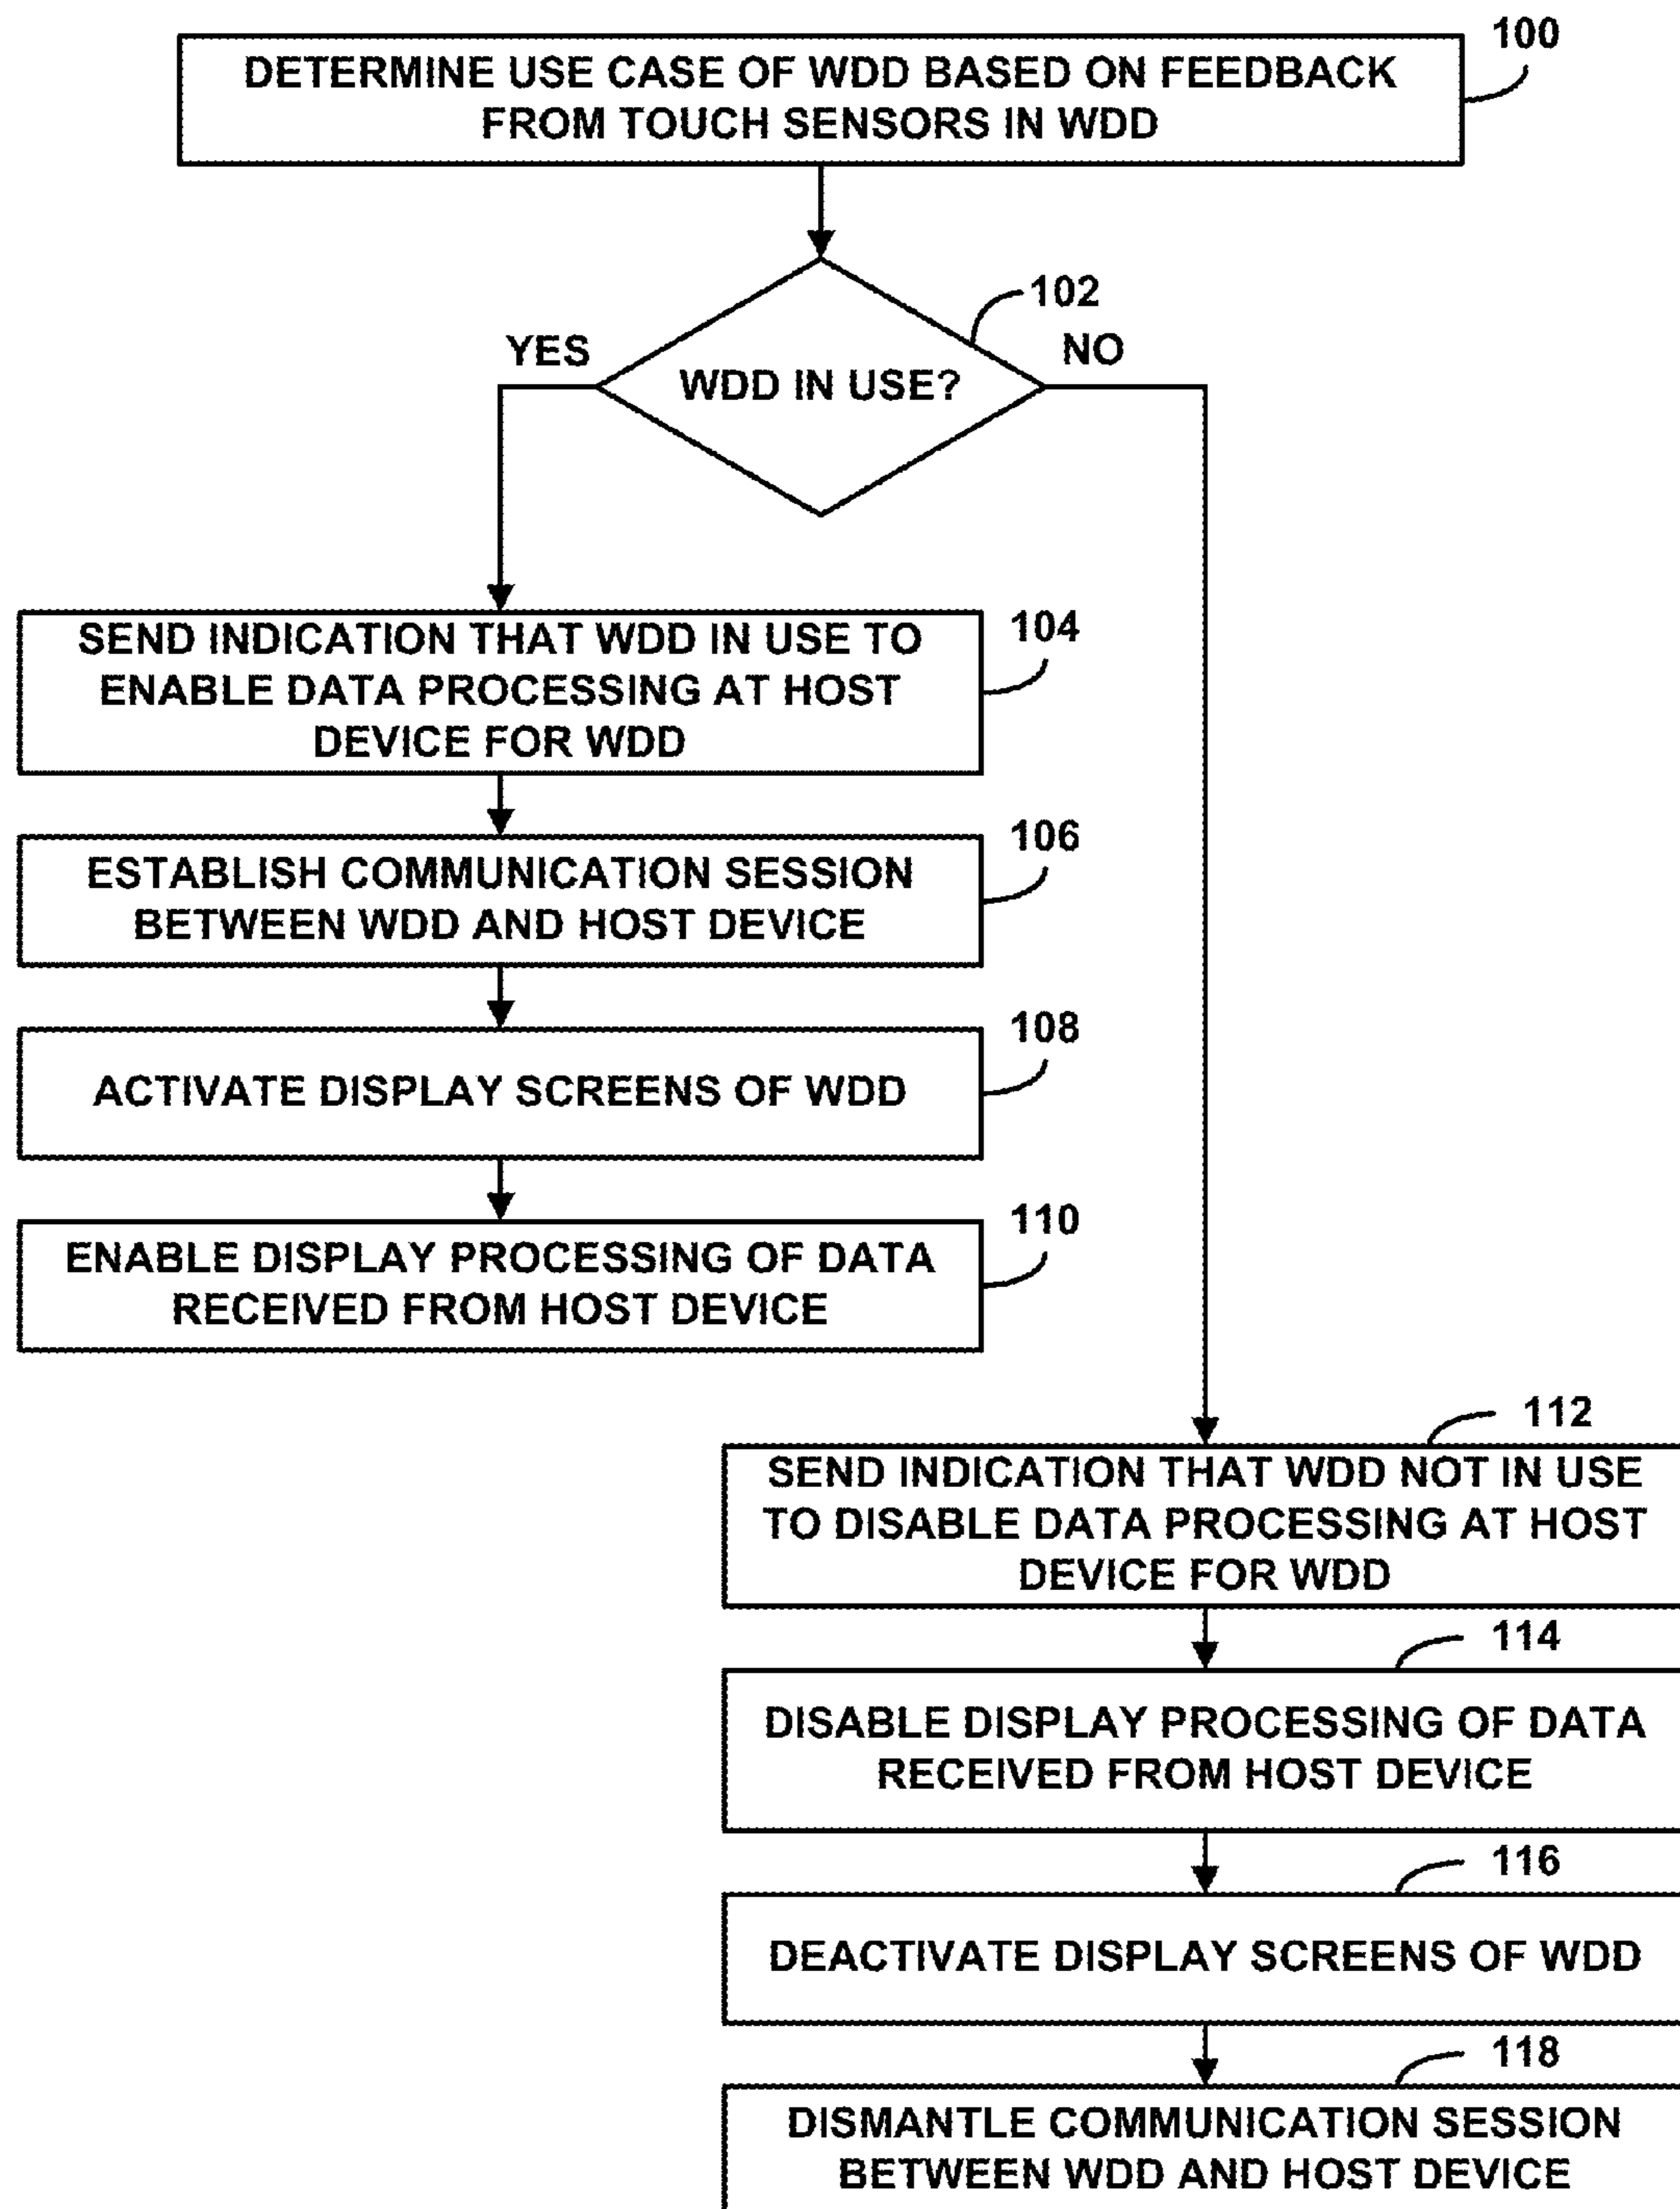 100
DETERMINE USE CASE OF WDD BASED ON FEEDBACK
FROM TOUCH SENSORS IN WDD
102
YES
NO
WDD IN USE?
104
SEND INDICATION THAT WDD IN USE TO
ENABLE DATA PROCESSING AT HOST
DEVICE FOR WDD
106
ESTABLISH COMMUNICATION SESSION
BETWEEN WDD AND HOST DEVICE
108
ACTIVATE DISPLAY SCREENS OF WDD
110
ENABLE DISPLAY PROCESSING OF DATA
RECEIVED FROM HOST DEVICE
112
SEND INDICATION THAT WDD NOT IN USE
TO DISABLE DATA PROCESSING AT HOST
DEVICE FOR WDD
114
DISABLE DISPLAY PROCESSING OF DATA
RECEIVED FROM HOST DEVICE
116
DEACTIVATE DISPLAY SCREENS OF WDD
118
DISMANTLE COMMUNICATION SESSION
BETWEEN WDD AND HOST DEVICE